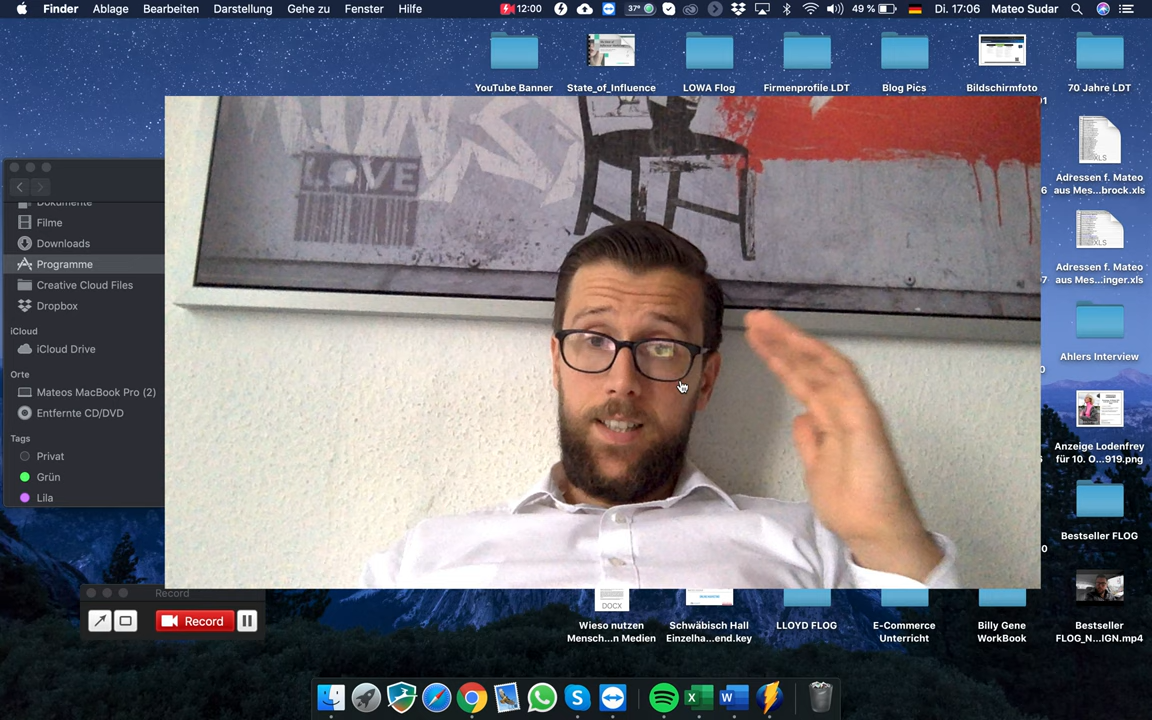 Finder Ablage Bearbeiten Darstellung Gehe zu Fenster Hilfe 12:00 37° 49 % Di. 17:06 Mateo Sudar
YouTube Banner State_of_Influence LOWA Flog Firmenprofile LDT Blog Pics Bildschirmfoto 70 Jahre LDT
LOVE
XLS
Adressen f. Mateo
aus Mes...brock.xls
XLS
Adressen f. Mateo
aus Mes...inger.xls
Ahlers Interview
Anzeige Lodenfrey
für 10. O...919.png
Bestseller FLOG
Bestseller
FLOG_N...IGN.mp4
Dokumente
Filme
Downloads
Programme
Creative Cloud Files
Dropbox
iCloud
iCloud Drive
Orte
Mateos MacBook Pro (2)
Entfernte CD/DVD
Tags
Privat
Grün
Lila
Record
Record
DOCX
Wieso nutzen
Mensch...n Medien
Schwäbisch Hall
Einzelha...end.key
LLOYD FLOG
E-Commerce
Unterricht
Billy Gene
WorkBook